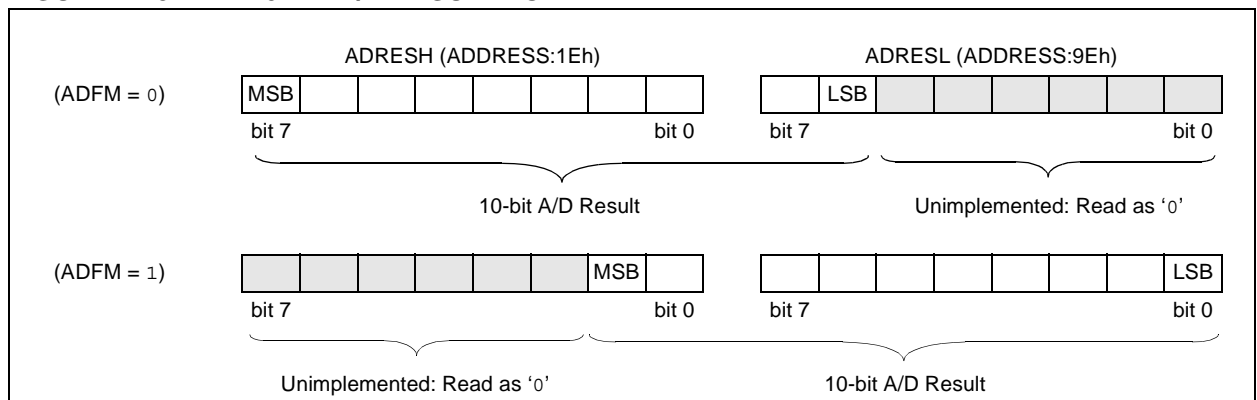 ADRESH (ADDRESS:1Eh) ADRESL (ADDRESS:9Eh)
(ADFM = 0) MSB LSB
bit 7 bit 0 bit 7 bit 0
10-bit A/D Result Unimplemented: Read as ‘0’
(ADFM = 1) MSB LSB
bit 7 bit 0 bit 7 bit 0
Unimplemented: Read as ‘0’ 10-bit A/D Result